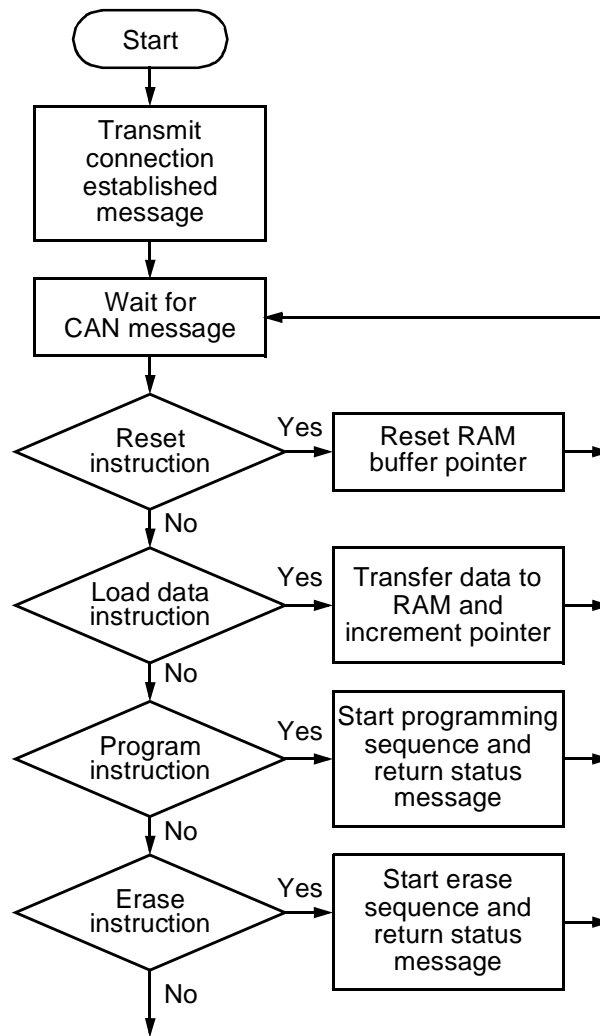 Start
Transmit
connection
established
message
Wait for
CAN message
Reset
instruction
Yes
Reset RAM
buffer pointer
No
Load data
instruction
Yes
Transfer data to
RAM and
increment pointer
No
Program
instruction
Yes
Start programming
sequence and
return status
message
No
Erase
instruction
Yes
Start erase
sequence and
return status
message
No